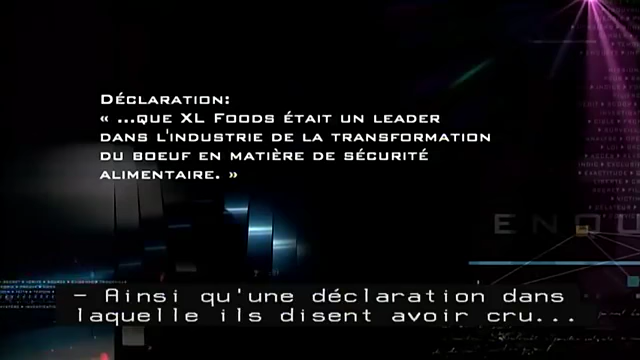 DÉCLARATION:
« ...QUE XL FOODS ÉTAIT UN LEADER
DANS L'INDUSTRIE DE LA TRANSFORMATION
DU BOEUF EN MATIÈRE DE SÉCURITÉ
ALIMENTAIRE. »
ENQU
– Ainsi qu'une déclaration dans
laquelle ils disent avoir cru...